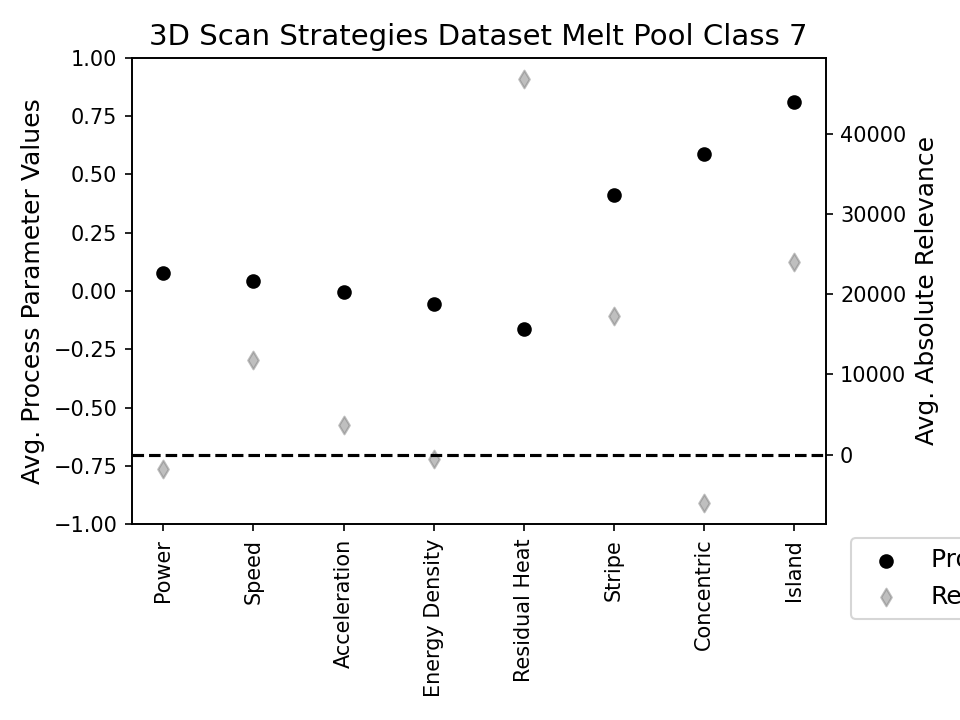 3D Scan Strategies Dataset Melt Pool Class 7
Avg. Process Parameter Values
1.00
0.75
0.50
0.25
0.00
−0.25
−0.50
−0.75
−1.00
40000
30000
20000
10000
0
Avg. Absolute Relevance
Power
Speed
Acceleration
Energy Density
Residual Heat
Stripe
Concentric
Island